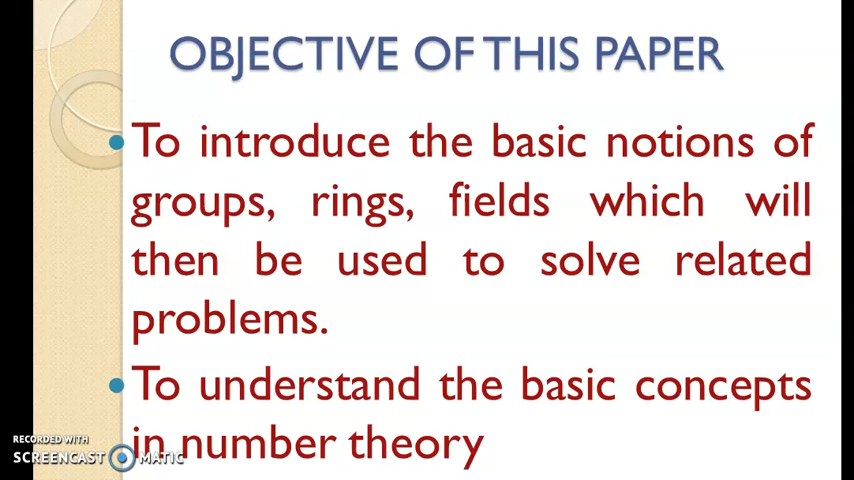 OBJECTIVE OF THIS PAPER
To introduce the basic notions of
groups, rings, fields which will
then be used to solve related
problems.
To understand the basic concepts
in number theory
RECORDED WITH
SCREENCAST MATIC